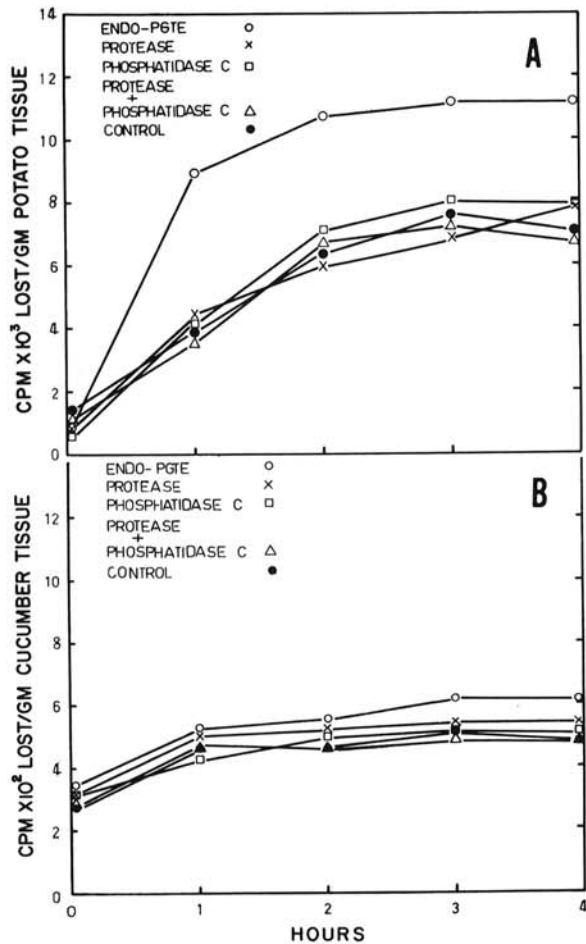 A
ENDO-PGTE
PROTEASE
PHOSPHATIDASE C
PROTEASE
+
PHOSPHATIDASE C
CONTROL
14
12
10
8
6
4
2
0
CPM X10³ LOST/GM POTATO TISSUE
B
ENDO-PGTE
PROTEASE
PHOSPHATIDASE C
PROTEASE
+
PHOSPHATIDASE C
CONTROL
12
10
8
6
4
2
0
CPM X10² LOST/GM CUCUMBER TISSUE
0 1 2 3 4
HOURS